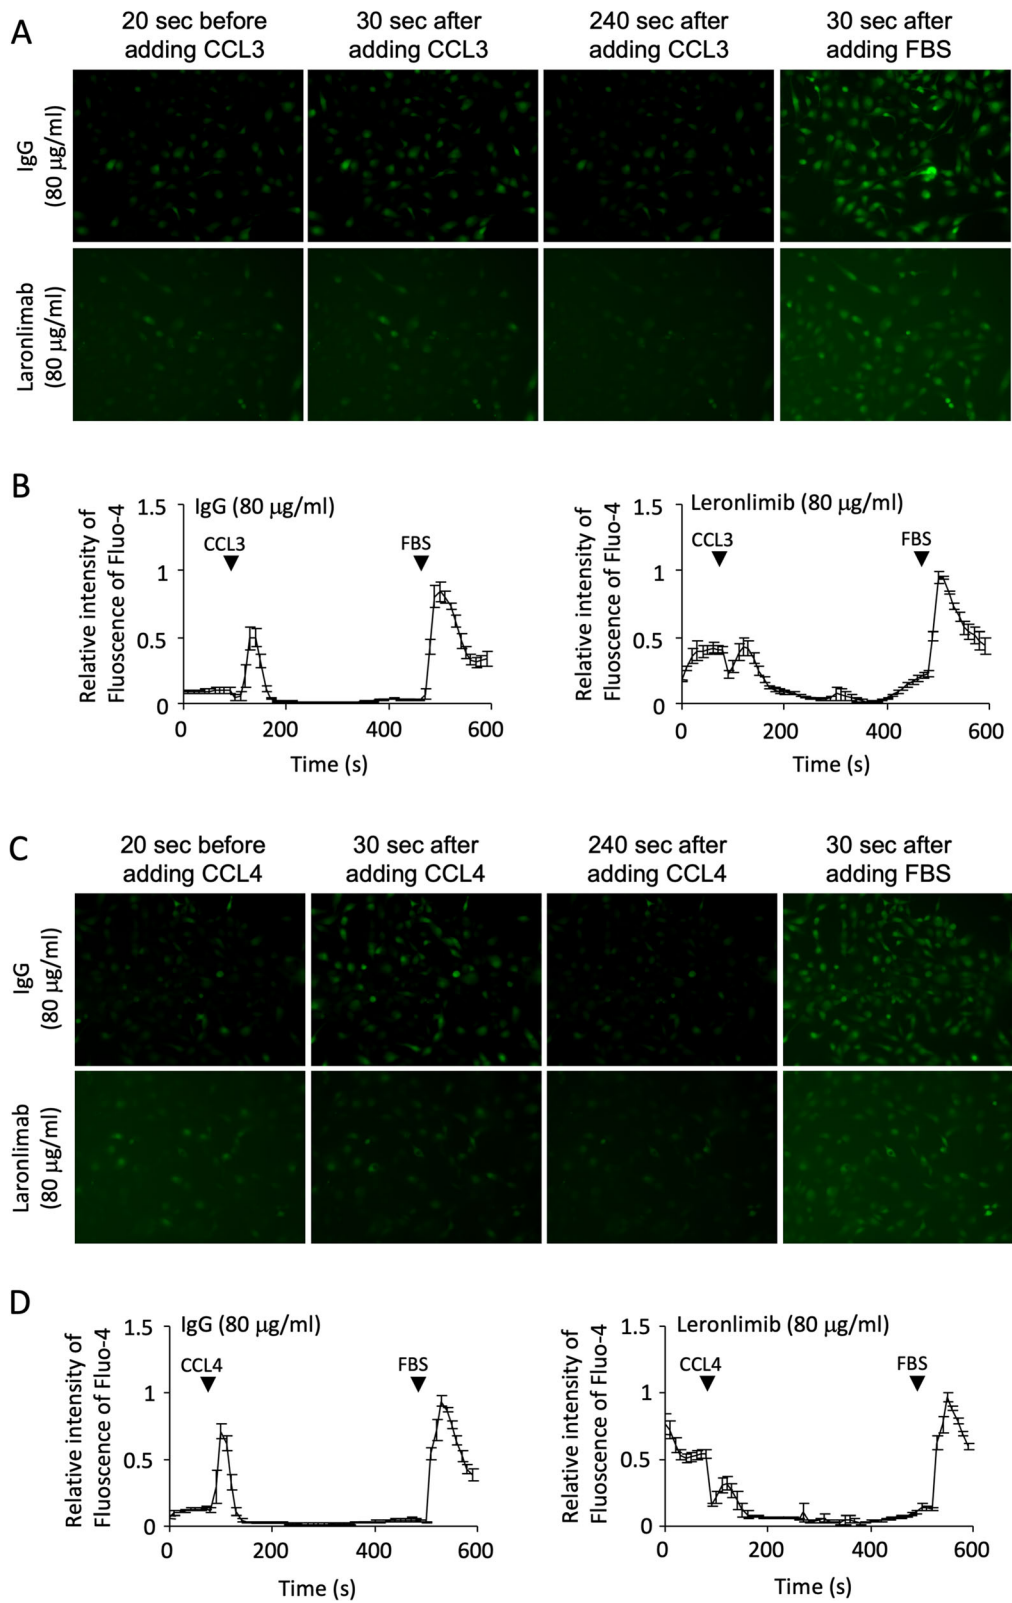 A
20 sec before
adding CCL3
30 sec after
adding CCL3
240 sec after
adding CCL3
30 sec after
adding FBS
IgG
(80 µg/ml)
Laronlimab
(80 µg/ml)
B
Relative intensity of
Fluoscence of Fluo-4
IgG (80 µg/ml)
CCL3
FBS
1.5
1
0.5
0
0
200
400
600
Time (s)
Relative intensity of
Fluoscence of Fluo-4
Leronlimib (80 µg/ml)
CCL3
FBS
1.5
1
0.5
0
0
200
400
600
Time (s)
C
20 sec before
adding CCL4
30 sec after
adding CCL4
240 sec after
adding CCL4
30 sec after
adding FBS
IgG
(80 µg/ml)
Laronlimab
(80 µg/ml)
D
Relative intensity of
Fluoscence of Fluo-4
IgG (80 µg/ml)
CCL4
FBS
1.5
1
0.5
0
0
200
400
600
Time (s)
Relative intensity of
Fluoscence of Fluo-4
Leronlimib (80 µg/ml)
CCL4
FBS
1.5
1
0.5
0
0
200
400
600
Time (s)